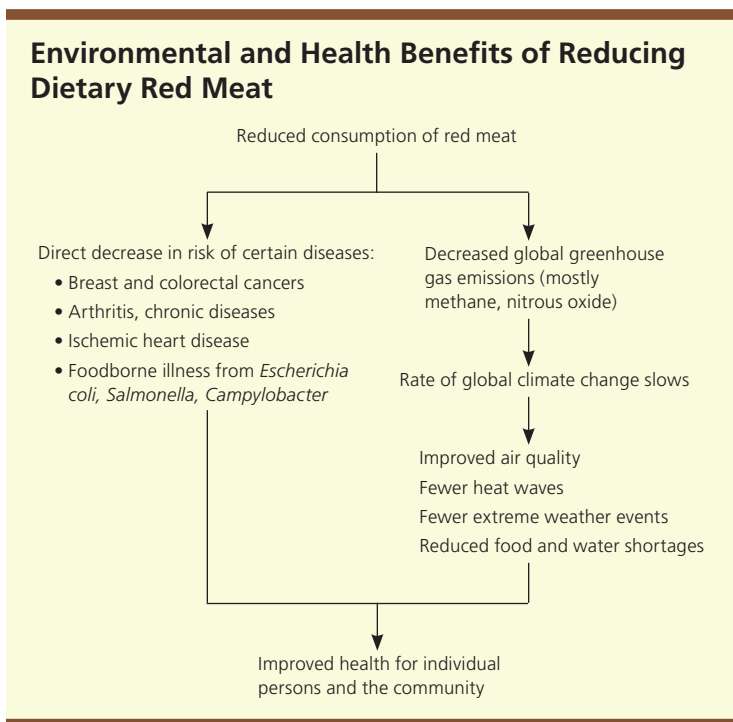 Environmental and Health Benefits of Reducing
Dietary Red Meat
Reduced consumption of red meat
Direct decrease in risk of certain diseases:
• Breast and colorectal cancers
• Arthritis, chronic diseases
• Ischemic heart disease
• Foodborne illness from Escherichia
coli, Salmonella, Campylobacter
Decreased global greenhouse
gas emissions (mostly
methane, nitrous oxide)
Rate of global climate change slows
Improved air quality
Fewer heat waves
Fewer extreme weather events
Reduced food and water shortages
Improved health for individual
persons and the community